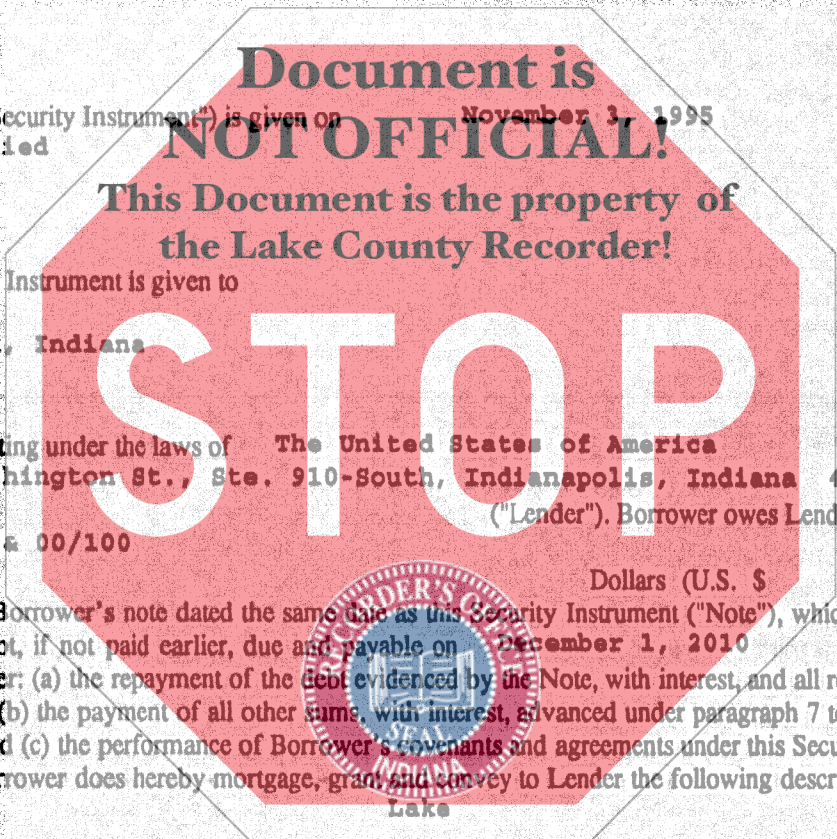 Document is
ecurity Instrument") is given on November 3, 1995
NOT OFFICIAL!
ied
This Document is the property of
the Lake County Recorder!
Instrument is given to
STOP
, Indiana
ing under the laws of The United States of America
hington St., Ste. 910-South, Indianapolis, Indiana 4
("Lender"). Borrower owes Lend
& 00/100
Dollars (U.S. $
RECORDER'S OFFICE
Borrower's note dated the same date as this Security Instrument ("Note"), whic
bt, if not paid earlier, due and payable on December 1, 2010
er: (a) the repayment of the debt evidenced by the Note, with interest, and all r
(b) the payment of all other sums, with interest, advanced under paragraph 7 t
SEAL
d (c) the performance of Borrower's covenants and agreements under this Secu
INDIANA
rrower does hereby mortgage, grant and convey to Lender the following descr
Lake